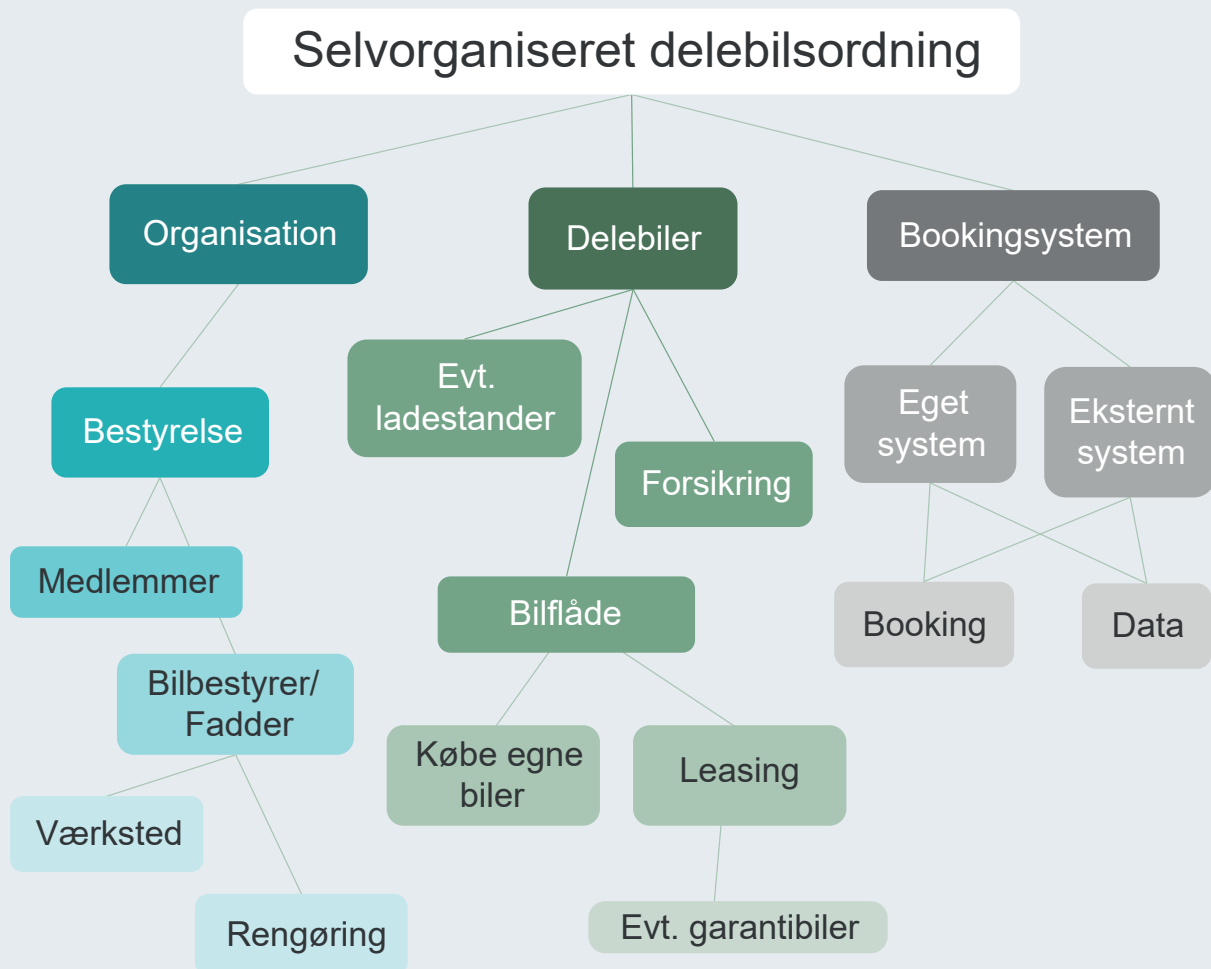 Selvorganiseret delebilsordning
Organisation
Delebiler
Bookingsystem
Evt.
ladestander
Eget
system
Eksternt
system
Bestyrelse
Forsikring
Medlemmer
Bilflåde
Booking
Data
Bilbestyrer/
Fadder
Købe egne
biler
Leasing
Værksted
Rengøring
Evt. garantibiler